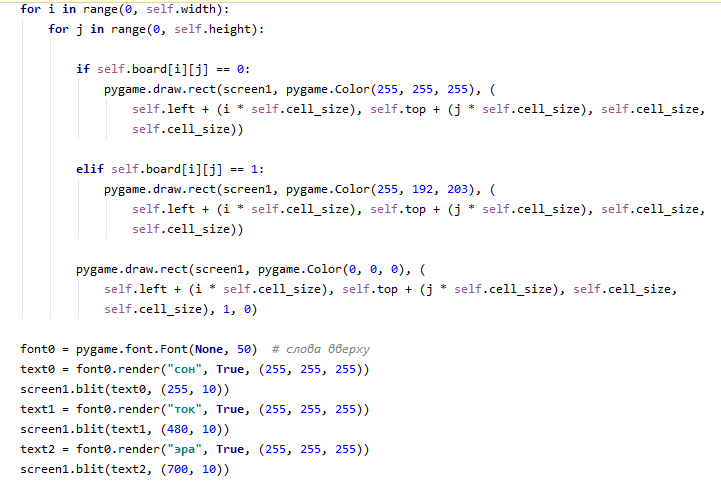 for i in range(0, self.width):
    for j in range(0, self.height):

        if self.board[i][j] == 0:
            pygame.draw.rect(screen1, pygame.Color(255, 255, 255), (
                self.left + (i * self.cell_size), self.top + (j * self.cell_size), self.cell_size,
                self.cell_size))

        elif self.board[i][j] == 1:
            pygame.draw.rect(screen1, pygame.Color(255, 192, 203), (
                self.left + (i * self.cell_size), self.top + (j * self.cell_size), self.cell_size,
                self.cell_size))

        pygame.draw.rect(screen1, pygame.Color(0, 0, 0), (
            self.left + (i * self.cell_size), self.top + (j * self.cell_size), self.cell_size,
            self.cell_size), 1, 0)

font0 = pygame.font.Font(None, 50)  # слова вверху
text0 = font0.render("сон", True, (255, 255, 255))
screen1.blit(text0, (255, 10))
text1 = font0.render("ток", True, (255, 255, 255))
screen1.blit(text1, (480, 10))
text2 = font0.render("эра", True, (255, 255, 255))
screen1.blit(text2, (700, 10))